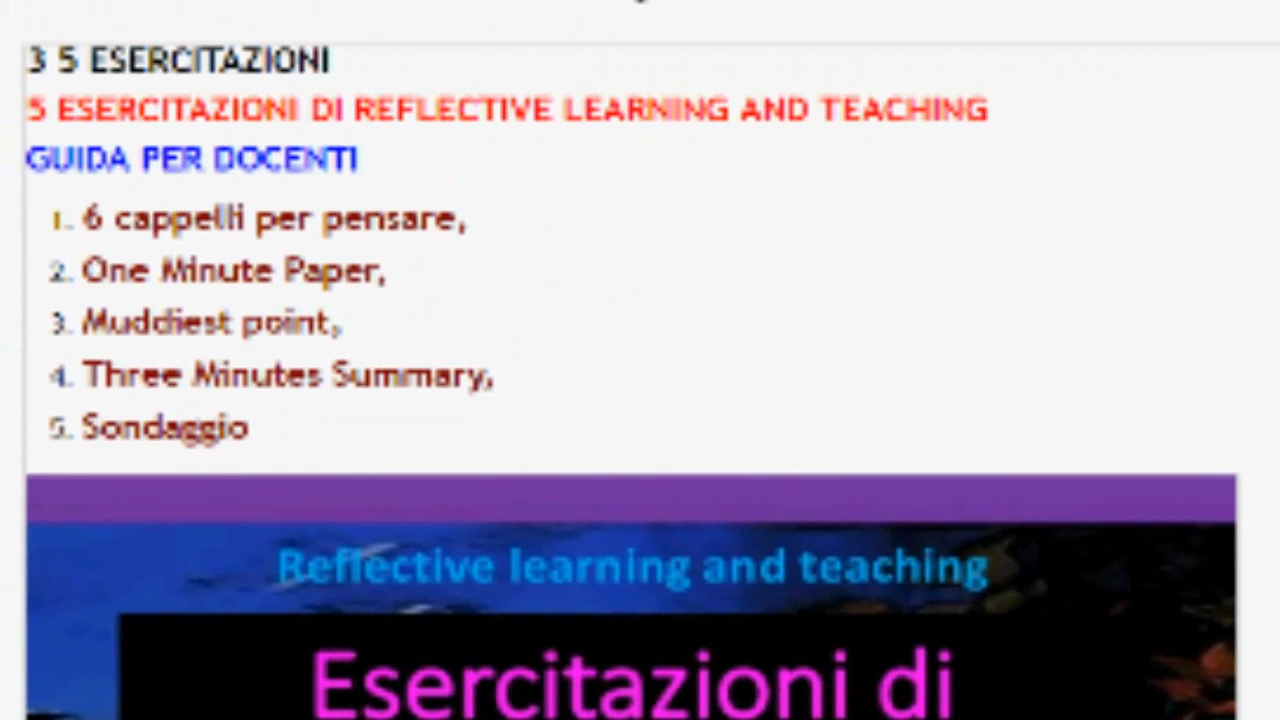 3 5 ESERCITAZIONI
5 ESERCITAZIONI DI REFLECTIVE LEARNING AND TEACHING
GUIDA PER DOCENTI
1. 6 cappelli per pensare,
2. One Minute Paper,
3. Muddiest point,
4. Three Minutes Summary,
5. Sondaggio
Reflective learning and teaching
Esercitazioni di